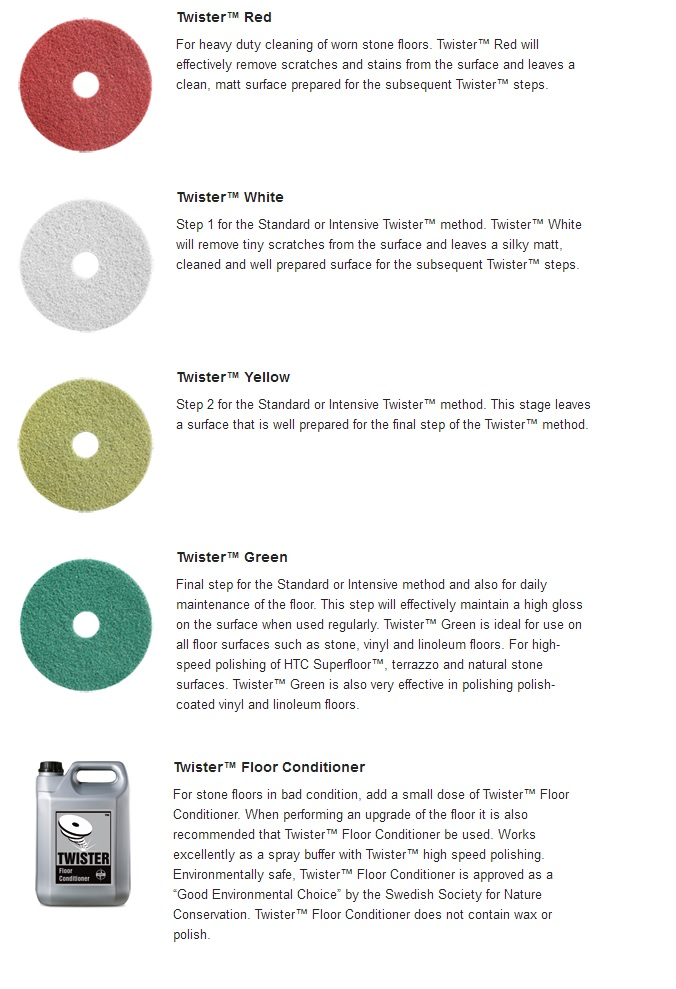 Twister™ Red
For heavy duty cleaning of worn stone floors. Twister™ Red will
effectively remove scratches and stains from the surface and leaves a
clean, matt surface prepared for the subsequent Twister™ steps.
Twister™ White
Step 1 for the Standard or Intensive Twister™ method. Twister™ White
will remove tiny scratches from the surface and leaves a silky matt,
cleaned and well prepared surface for the subsequent Twister™ steps.
Twister™ Yellow
Step 2 for the Standard or Intensive Twister™ method. This stage leaves
a surface that is well prepared for the final step of the Twister™ method.
Twister™ Green
Final step for the Standard or Intensive method and also for daily
maintenance of the floor. This step will effectively maintain a high gloss
on the surface when used regularly. Twister™ Green is ideal for use on
all floor surfaces such as stone, vinyl and linoleum floors. For high-
speed polishing of HTC Superfloor™, terrazzo and natural stone
surfaces. Twister™ Green is also very effective in polishing polish-
coated vinyl and linoleum floors.
Twister™ Floor Conditioner
For stone floors in bad condition, add a small dose of Twister™ Floor
Conditioner. When performing an upgrade of the floor it is also
recommended that Twister™ Floor Conditioner be used. Works
excellently as a spray buffer with Twister™ high speed polishing.
Environmentally safe, Twister™ Floor Conditioner is approved as a
“Good Environmental Choice” by the Swedish Society for Nature
Conservation. Twister™ Floor Conditioner does not contain wax or
polish.
TWISTER
Floor
Conditioner